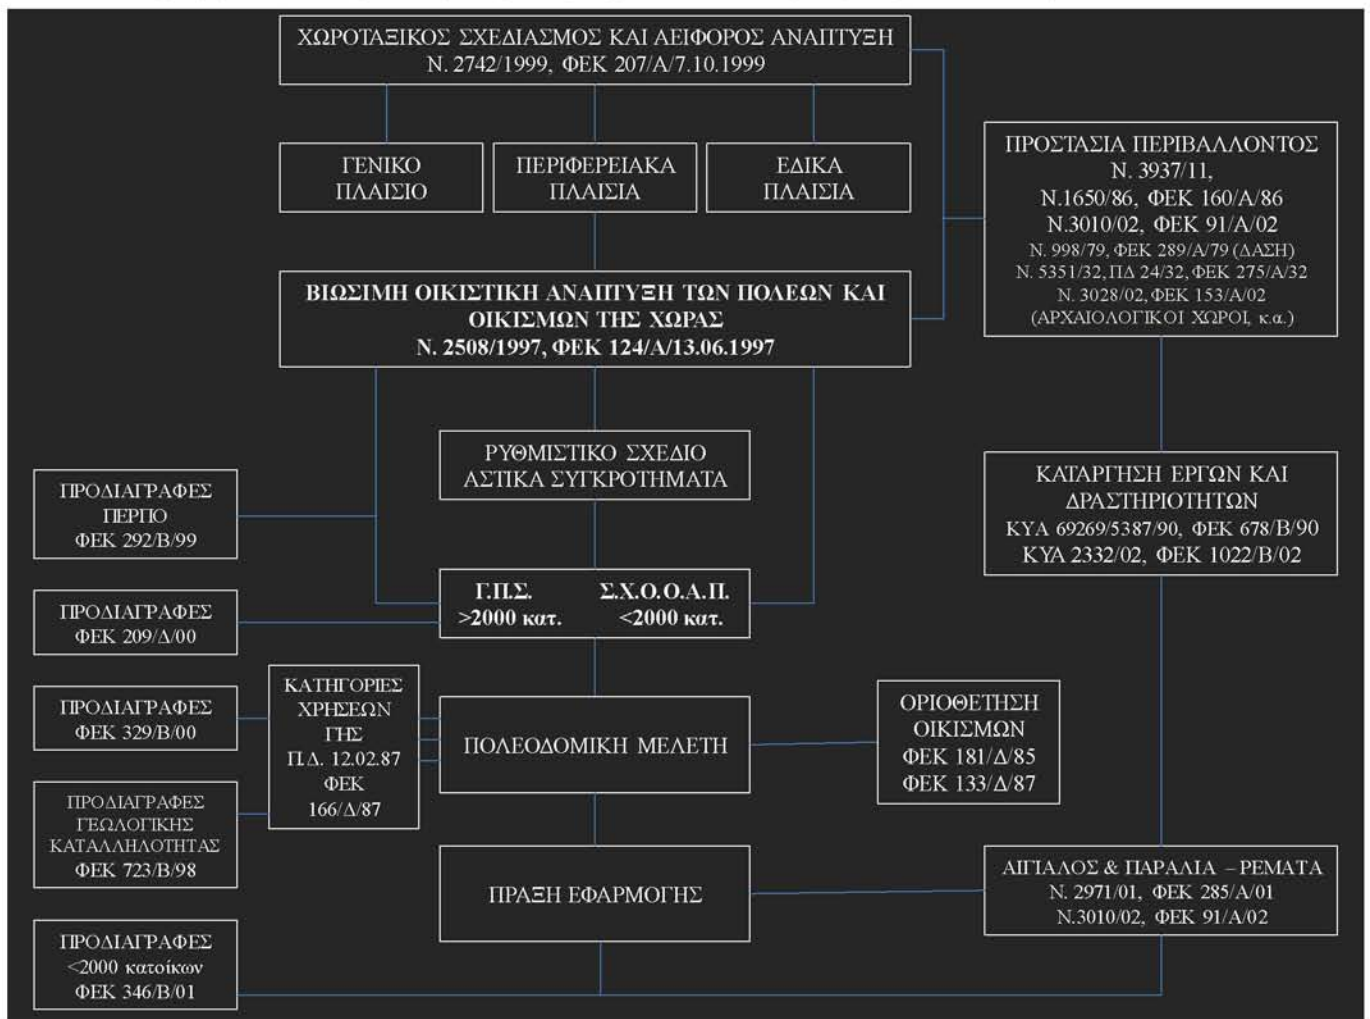 ΧΩΡΟΤΑΞΙΚΟΣ ΣΧΕΔΙΑΣΜΟΣ ΚΑΙ ΑΕΙΦΟΡΟΣ ΑΝΑΠΤΥΞΗ
Ν. 2742/1999, ΦΕΚ 207/Α/7.10.1999
ΓΕΝΙΚΟ
ΠΛΑΙΣΙΟ
ΠΕΡΙΦΕΡΕΙΑΚΑ
ΠΛΑΙΣΙΑ
ΕΔΙΚΑ
ΠΛΑΙΣΙΑ
ΠΡΟΣΤΑΣΙΑ ΠΕΡΙΒΑΛΛΟΝΤΟΣ
Ν. 3937/11,
Ν.1650/86, ΦΕΚ 160/Α/86
Ν.3010/02, ΦΕΚ 91/Α/02
Ν. 998/79, ΦΕΚ 289/Α/79 (ΔΑΣΗ)
Ν. 5351/32, ΠΔ 24/32, ΦΕΚ 275/Α/32
Ν. 3028/02, ΦΕΚ 153/Α/02
(ΑΡΧΑΙΟΛΟΓΙΚΟΙ ΧΩΡΟΙ, κ.α.)
ΒΙΩΣΙΜΗ ΟΙΚΙΣΤΙΚΗ ΑΝΑΠΤΥΞΗ ΤΩΝ ΠΟΛΕΩΝ ΚΑΙ
ΟΙΚΙΣΜΩΝ ΤΗΣ ΧΩΡΑΣ
Ν. 2508/1997, ΦΕΚ 124/Α/13.06.1997
ΡΥΘΜΙΣΤΙΚΟ ΣΧΕΔΙΟ
ΑΣΤΙΚΑ ΣΥΓΚΡΟΤΗΜΑΤΑ
ΚΑΤΑΡΓΗΣΗ ΕΡΓΩΝ ΚΑΙ
ΔΡΑΣΤΗΡΙΟΤΗΤΩΝ
ΚΥΑ 69269/5387/90, ΦΕΚ 678/Β/90
ΚΥΑ 2332/02, ΦΕΚ 1022/Β/02
ΠΡΟΔΙΑΓΡΑΦΕΣ
ΠΕΡΠΟ
ΦΕΚ 292/Β/99
Γ.Π.Σ. Σ.Χ.Ο.Ο.Α.Π.
>2000 κατ. <2000 κατ.
ΠΡΟΔΙΑΓΡΑΦΕΣ
ΦΕΚ 209/Δ/00
ΠΡΟΔΙΑΓΡΑΦΕΣ
ΦΕΚ 329/Β/00
ΚΑΤΗΓΟΡΙΕΣ
ΧΡΗΣΕΩΝ
ΓΗΣ
Π.Δ. 12.02.87
ΦΕΚ
166/Δ/87
ΠΟΛΕΟΔΟΜΙΚΗ ΜΕΛΕΤΗ
ΟΡΙΟΘΕΤΗΣΗ
ΟΙΚΙΣΜΩΝ
ΦΕΚ 181/Δ/85
ΦΕΚ 133/Δ/87
ΠΡΟΔΙΑΓΡΑΦΕΣ
ΓΕΩΛΟΓΙΚΗΣ
ΚΑΤΑΛΛΗΛΟΤΗΤΑΣ
ΦΕΚ 723/Β/98
ΠΡΑΞΗ ΕΦΑΡΜΟΓΗΣ
ΑΙΓΙΑΛΟΣ & ΠΑΡΑΛΙΑ – ΡΕΜΑΤΑ
Ν. 2971/01, ΦΕΚ 285/Α/01
Ν.3010/02, ΦΕΚ 91/Α/02
ΠΡΟΔΙΑΓΡΑΦΕΣ
<2000 κατοίκων
ΦΕΚ 346/Β/01